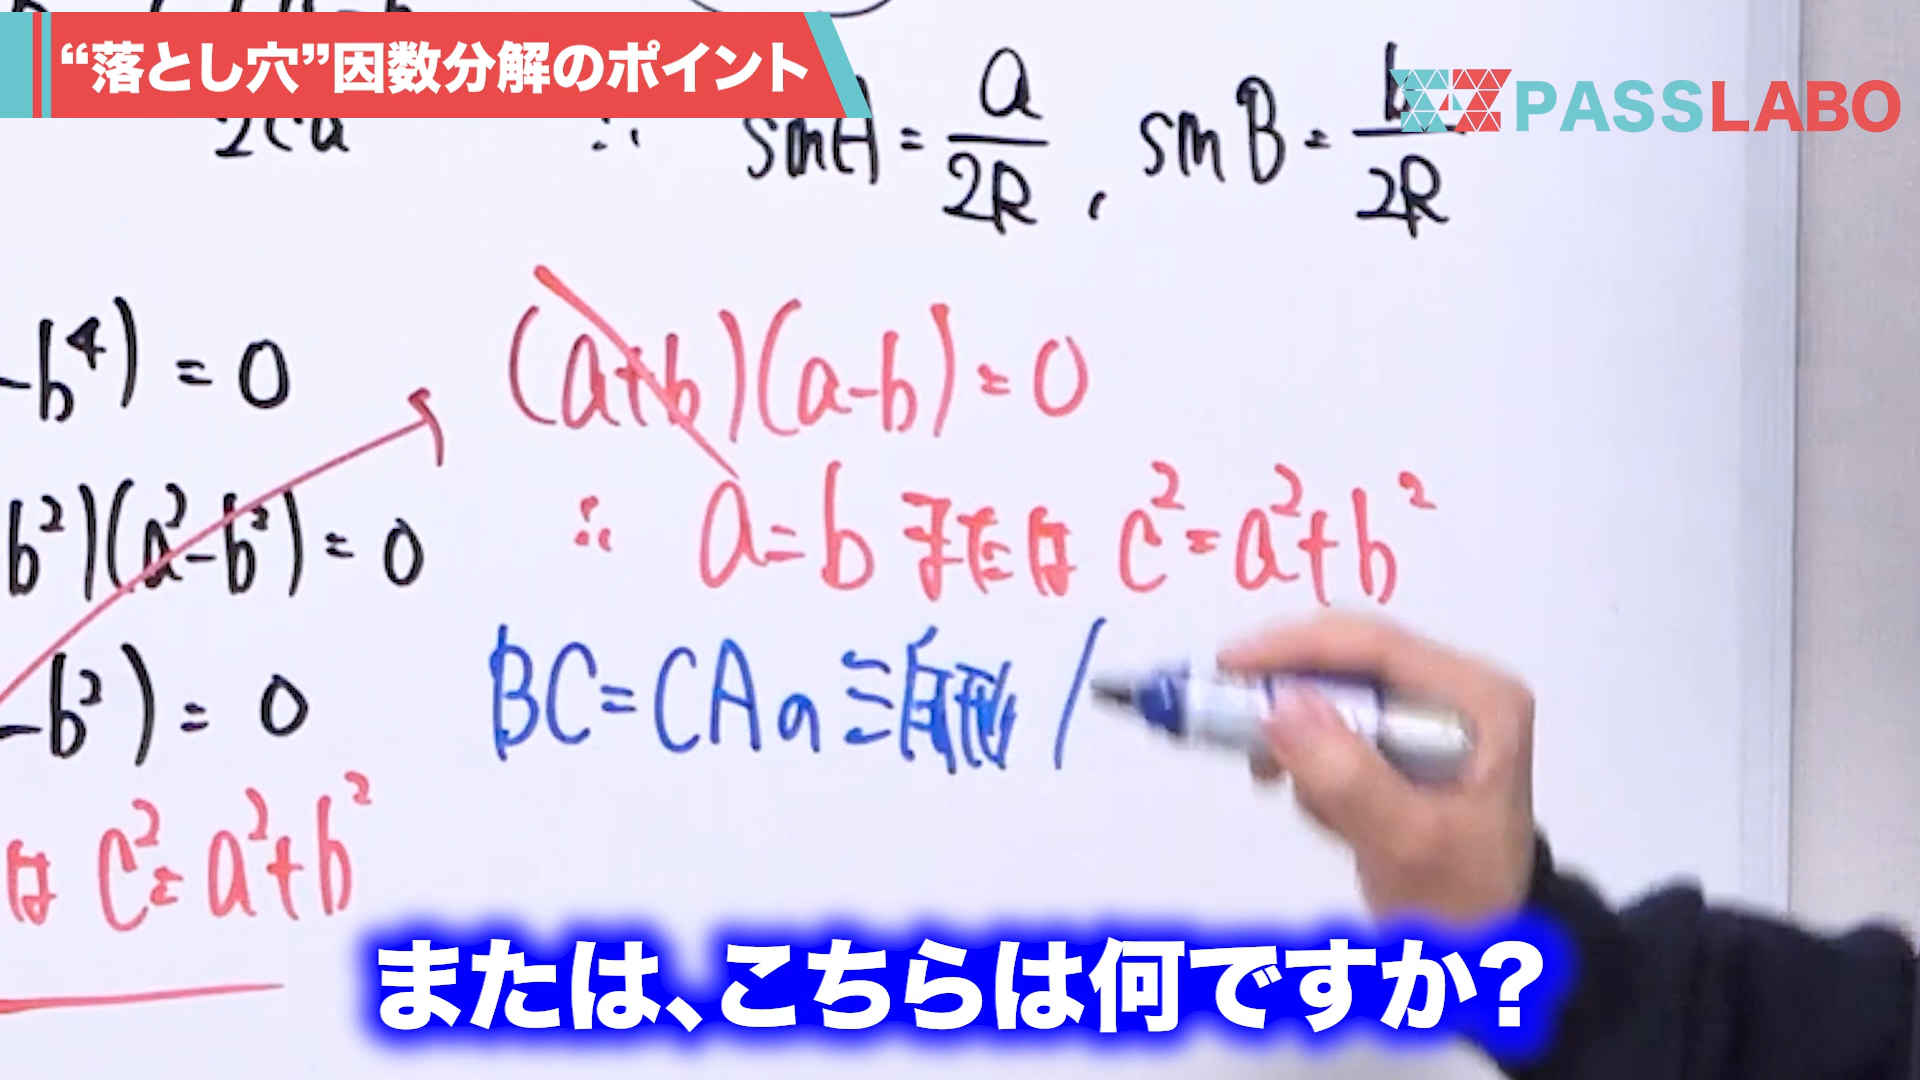 “落とし穴”因数分解のポイント
PASSLABO
2ca
∴ sinA = a/2R , sinB = b/2R
-b⁴) = 0
(a+b)(a-b) = 0
b²)(a²-b²) = 0
∴ a=b または c²=a²+b²
-b²) = 0
BC=CAの三角形 /
は c²=a²+b²
または、こちらは何ですか?